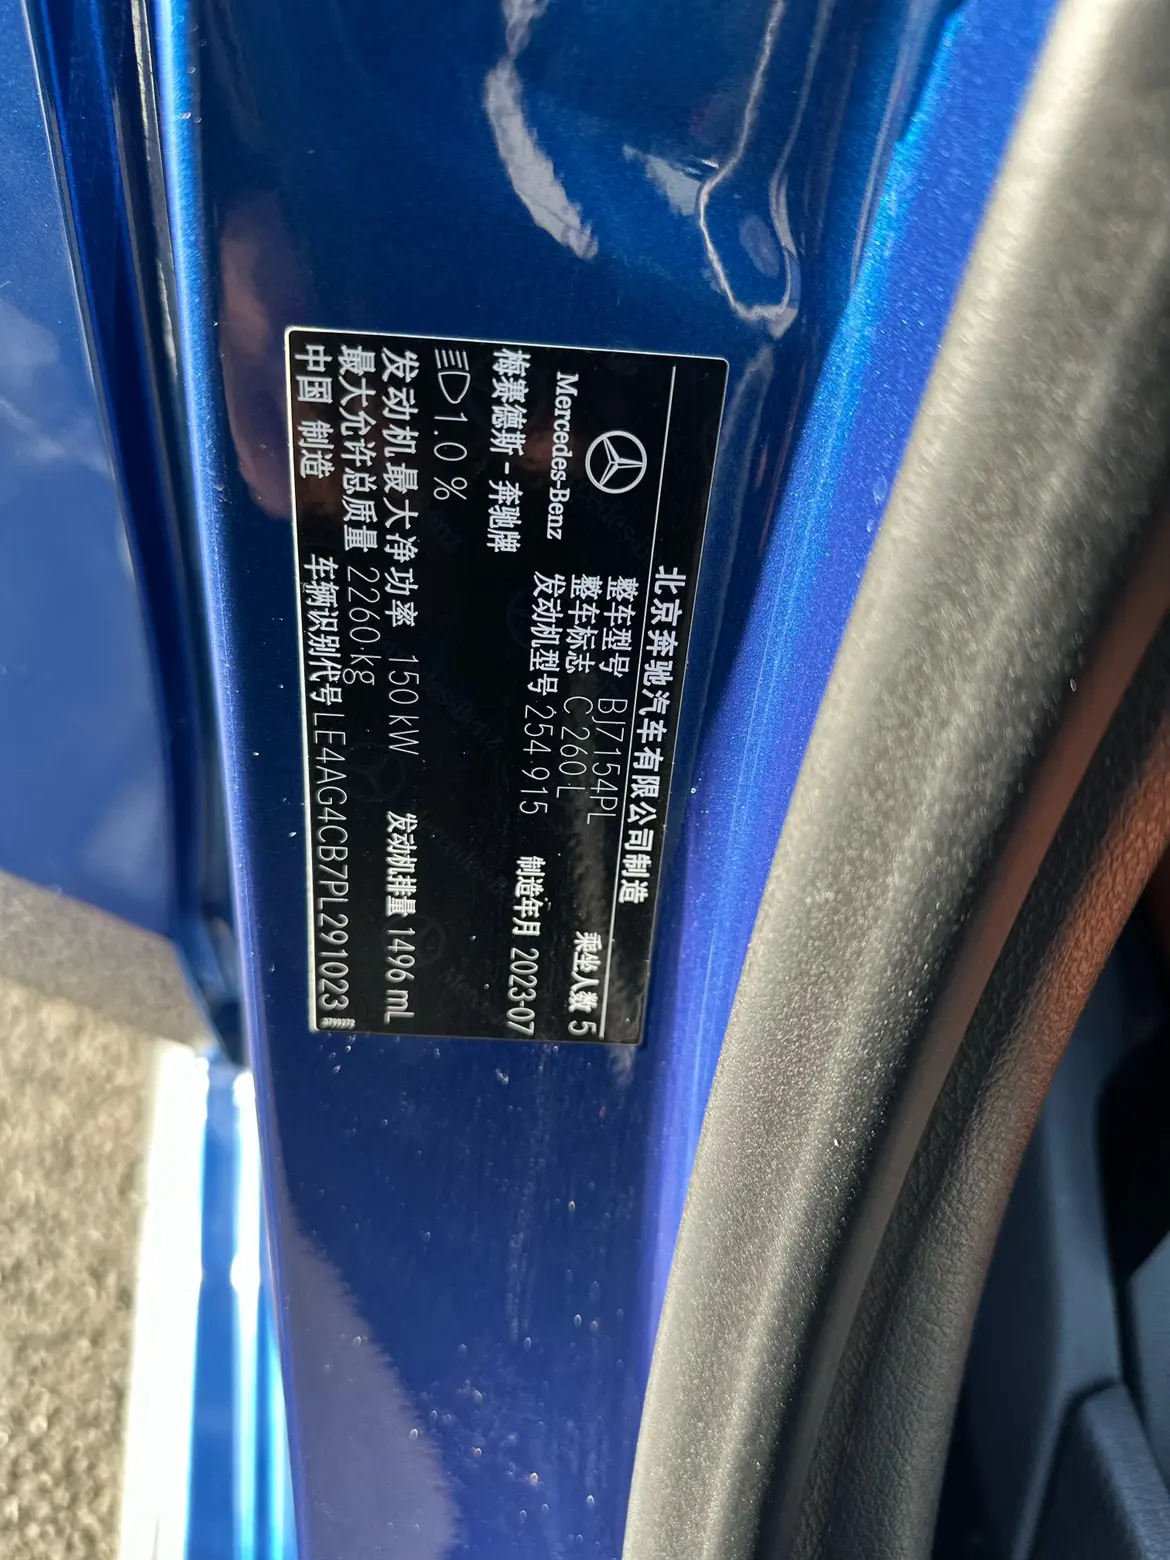 北京奔驰汽车有限公司制造
Mercedes-Benz
梅赛德斯-奔驰牌
整车型号 BJ7154PL
整车标志 C 260 L
乘坐人数 5
发动机型号 254 915
制造年月 2023-07
1.0 %
发动机最大净功率 150 kW 发动机排量 1496 mL
最大允许总质量 2260 kg
中国 制造 车辆识别代号 LE4AG4CB7PL291023